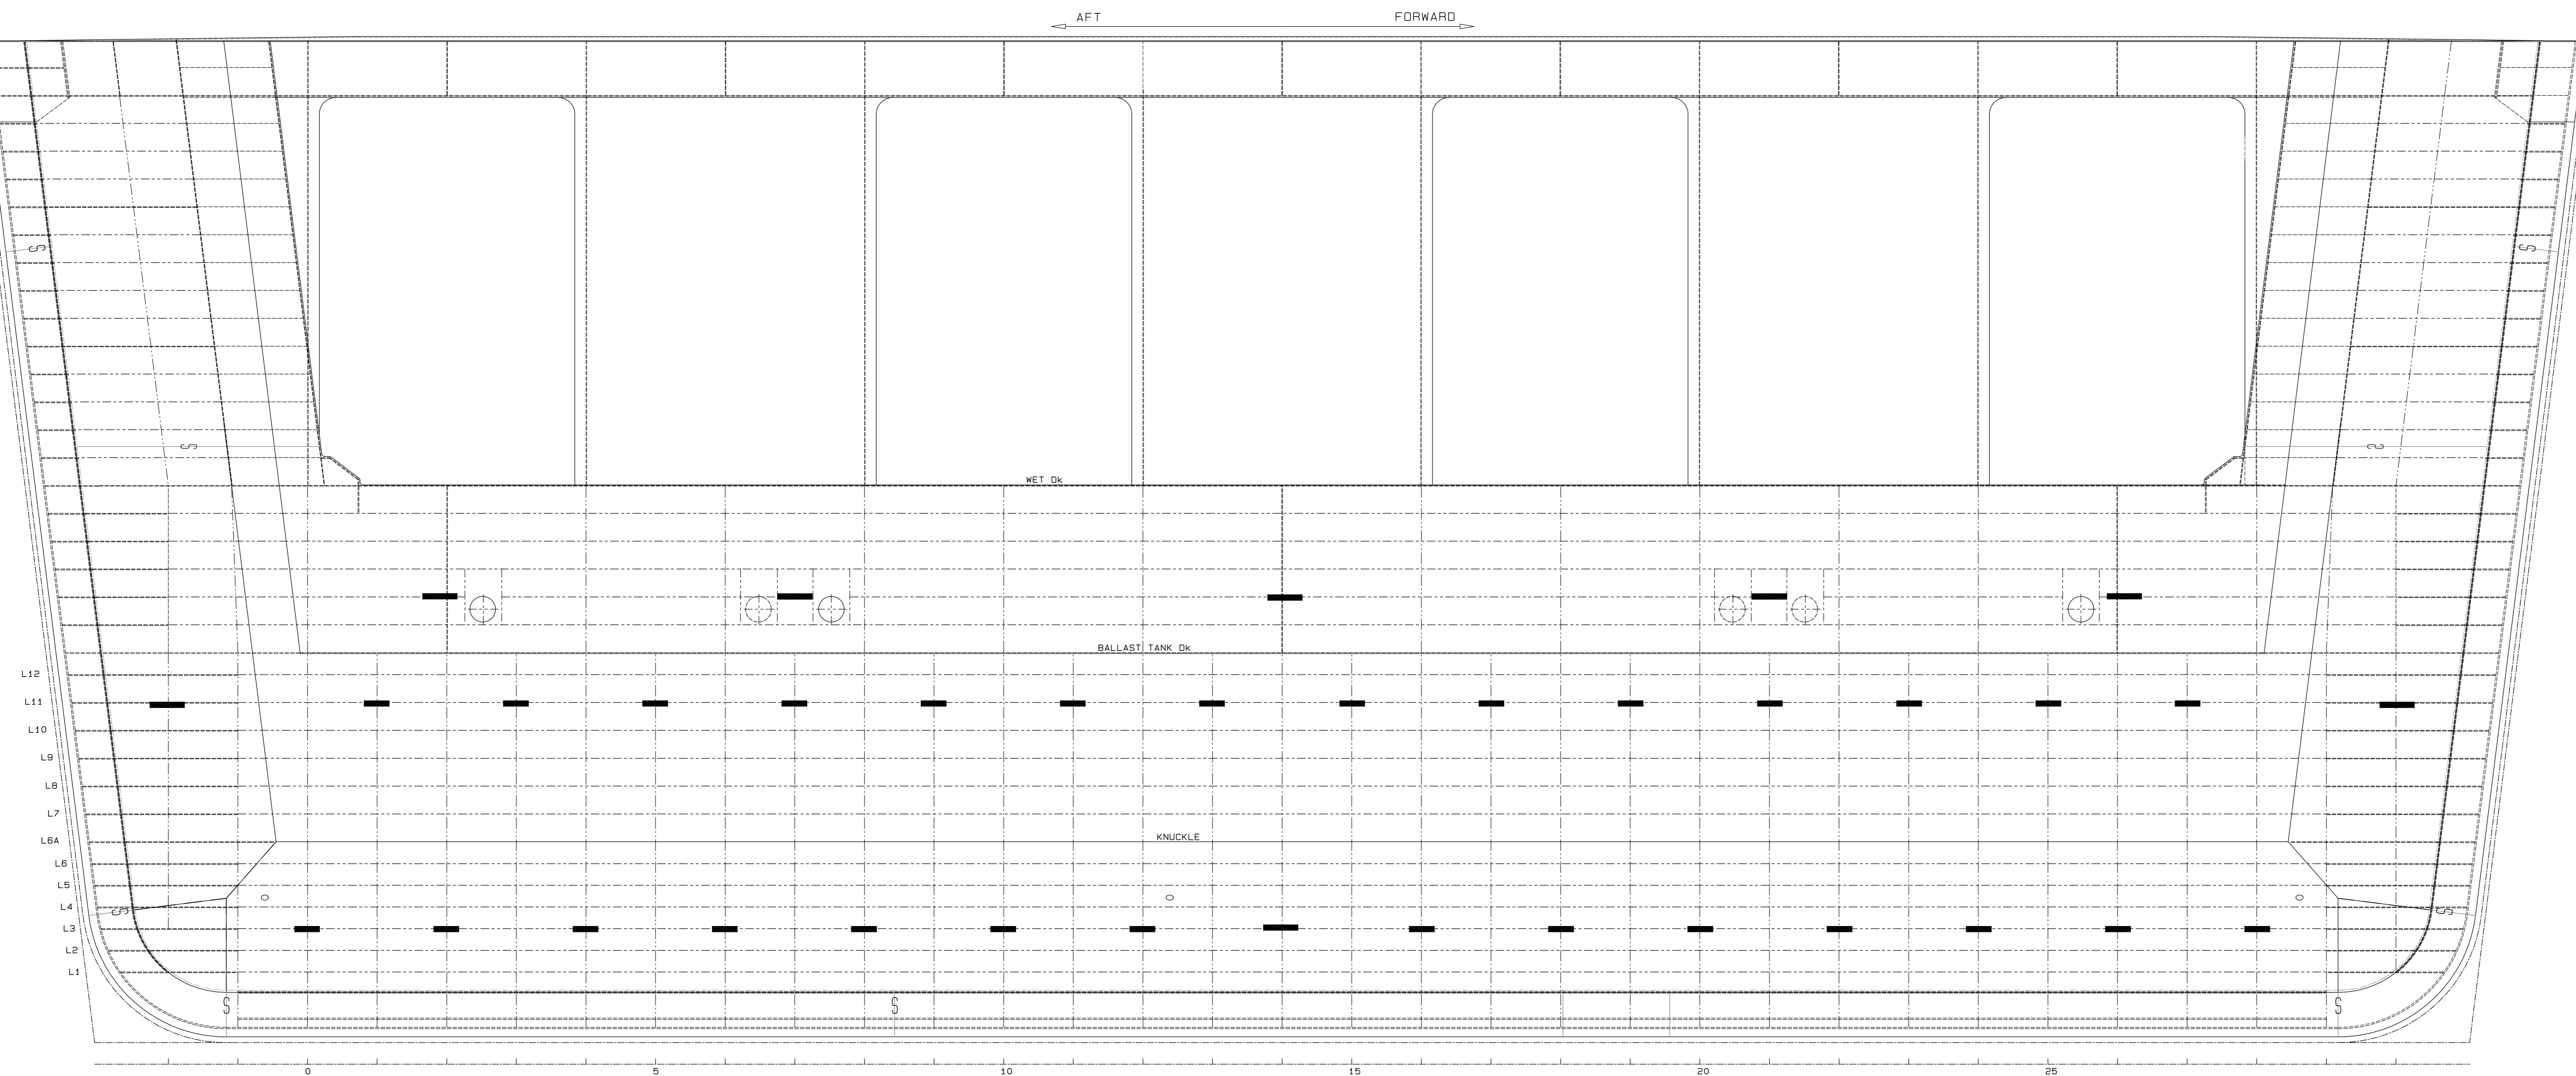 AFT FORWARD
S S
S S
WET Dk
BALLAST TANK Dk
L12
L11
L10
L9
L8
L7
L6A
KNUCKLE
L6
L5
L4
S S
L3
L2
L1
S S S
0 5 10 15 20 25